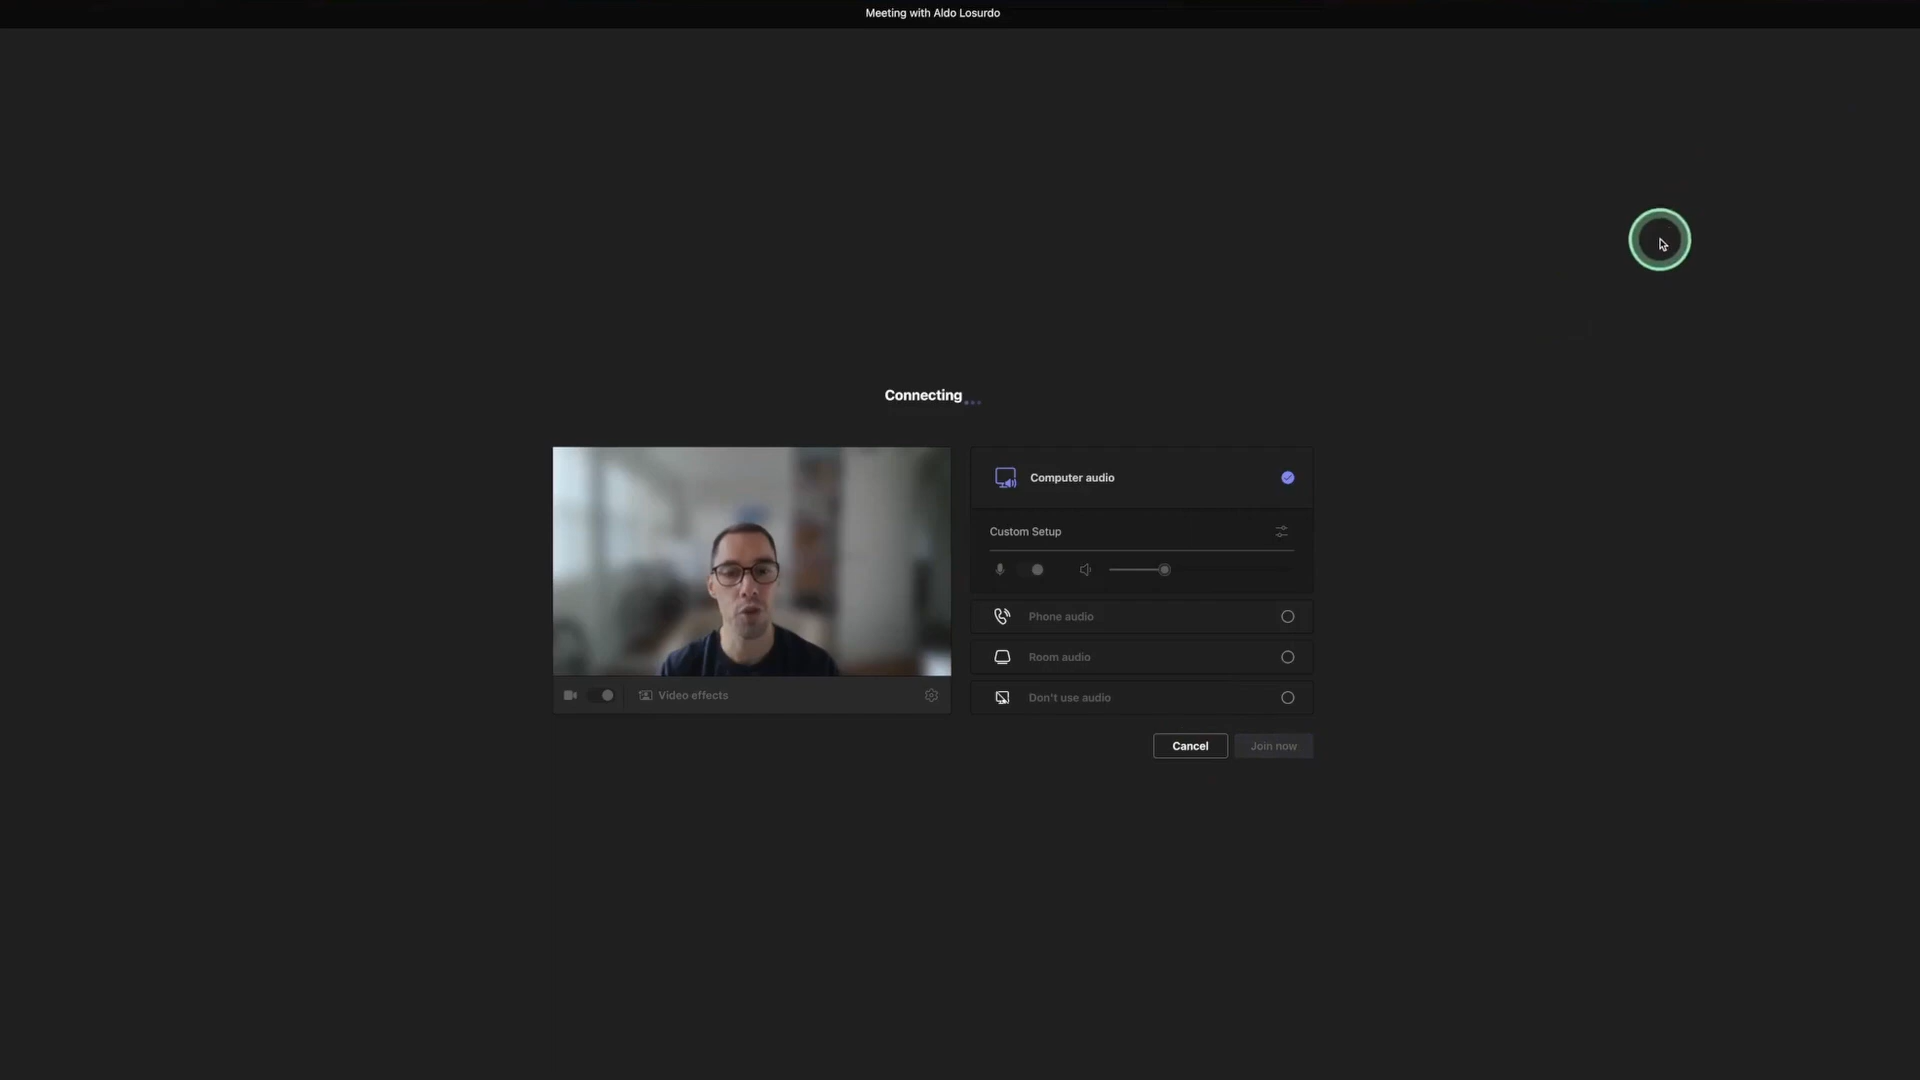 Meeting with Aldo Losurdo
Connecting...
Computer audio
Custom Setup
Phone audio
Room audio
Don't use audio
Video effects
Cancel
Join now